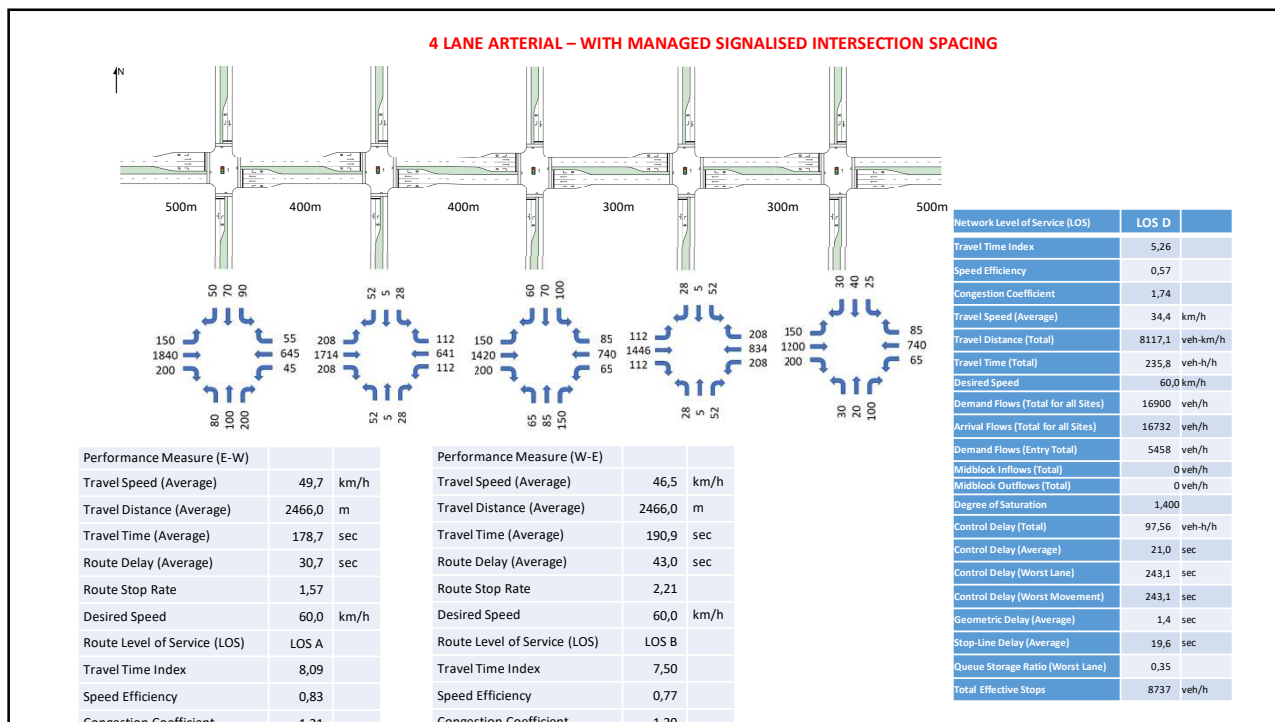 4 LANE ARTERIAL – WITH MANAGED SIGNALISED INTERSECTION SPACING
N
500m 400m 400m 300m 300m 500m
50 70 90
150 55
1840 645
200 45
80 100 200
52 5 28
208 112
1714 641
208 112
52 5 28
60 70 100
150 85
1420 740
200 65
65 85 150
28 5 52
112 208
1446 834
112 208
28 5 52
30 40 25
150 85
1200 740
200 65
30 20 100
Performance Measure (E-W)
Travel Speed (Average) 49,7 km/h
Travel Distance (Average) 2466,0 m
Travel Time (Average) 178,7 sec
Route Delay (Average) 30,7 sec
Route Stop Rate 1,57
Desired Speed 60,0 km/h
Route Level of Service (LOS) LOS A
Travel Time Index 8,09
Speed Efficiency 0,83
Congestion Coefficient 1,21
Performance Measure (W-E)
Travel Speed (Average) 46,5 km/h
Travel Distance (Average) 2466,0 m
Travel Time (Average) 190,9 sec
Route Delay (Average) 43,0 sec
Route Stop Rate 2,21
Desired Speed 60,0 km/h
Route Level of Service (LOS) LOS B
Travel Time Index 7,50
Speed Efficiency 0,77
Congestion Coefficient 1,29
Network Level of Service (LOS) LOS D
Travel Time Index 5,26
Speed Efficiency 0,57
Congestion Coefficient 1,74
Travel Speed (Average) 34,4 km/h
Travel Distance (Total) 8117,1 veh-km/h
Travel Time (Total) 235,8 veh-h/h
Desired Speed 60,0 km/h
Demand Flows (Total for all Sites) 16900 veh/h
Arrival Flows (Total for all Sites) 16732 veh/h
Demand Flows (Entry Total) 5458 veh/h
Midblock Inflows (Total) 0 veh/h
Midblock Outflows (Total) 0 veh/h
Degree of Saturation 1,400
Control Delay (Total) 97,56 veh-h/h
Control Delay (Average) 21,0 sec
Control Delay (Worst Lane) 243,1 sec
Control Delay (Worst Movement) 243,1 sec
Geometric Delay (Average) 1,4 sec
Stop-Line Delay (Average) 19,6 sec
Queue Storage Ratio (Worst Lane) 0,35
Total Effective Stops 8737 veh/h